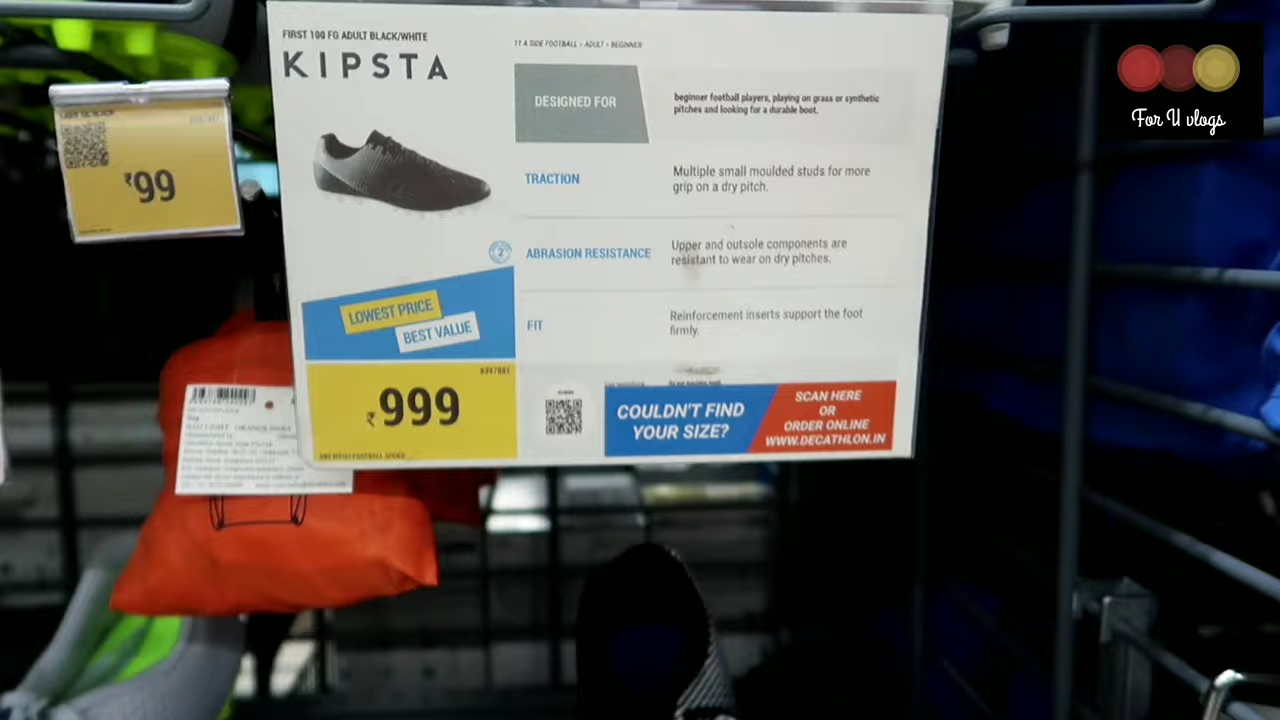 FIRST 100 FG ADULT BLACK/WHITE
KIPSTA
11 A SIDE FOOTBALL - ADULT - BEGINNER
DESIGNED FOR
beginner football players, playing on grass or synthetic
pitches and looking for a durable boot.
TRACTION
Multiple small moulded studs for more
grip on a dry pitch.
ABRASION RESISTANCE
Upper and outsole components are
resistant to wear on dry pitches.
FIT
Reinforcement inserts support the foot
firmly.
LOWEST PRICE
BEST VALUE
₹999
COULDN'T FIND
YOUR SIZE?
SCAN HERE
OR
ORDER ONLINE
WWW.DECATHLON.IN
₹99
For U vlogs